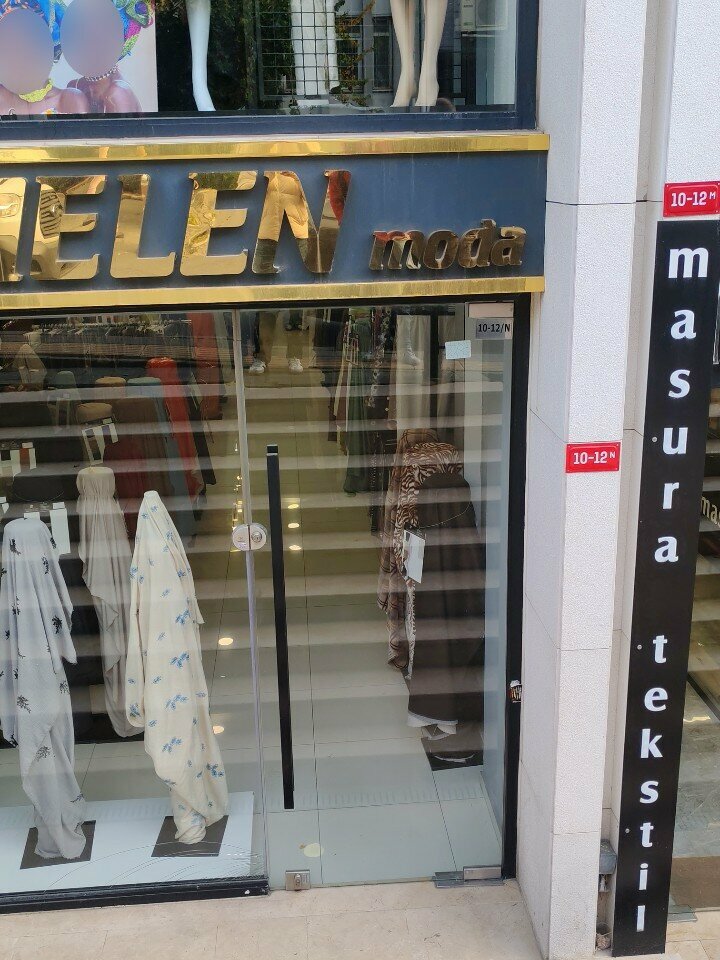 ELEN moda
10-12/N
10-12 M
10-12 N
masura tekstil